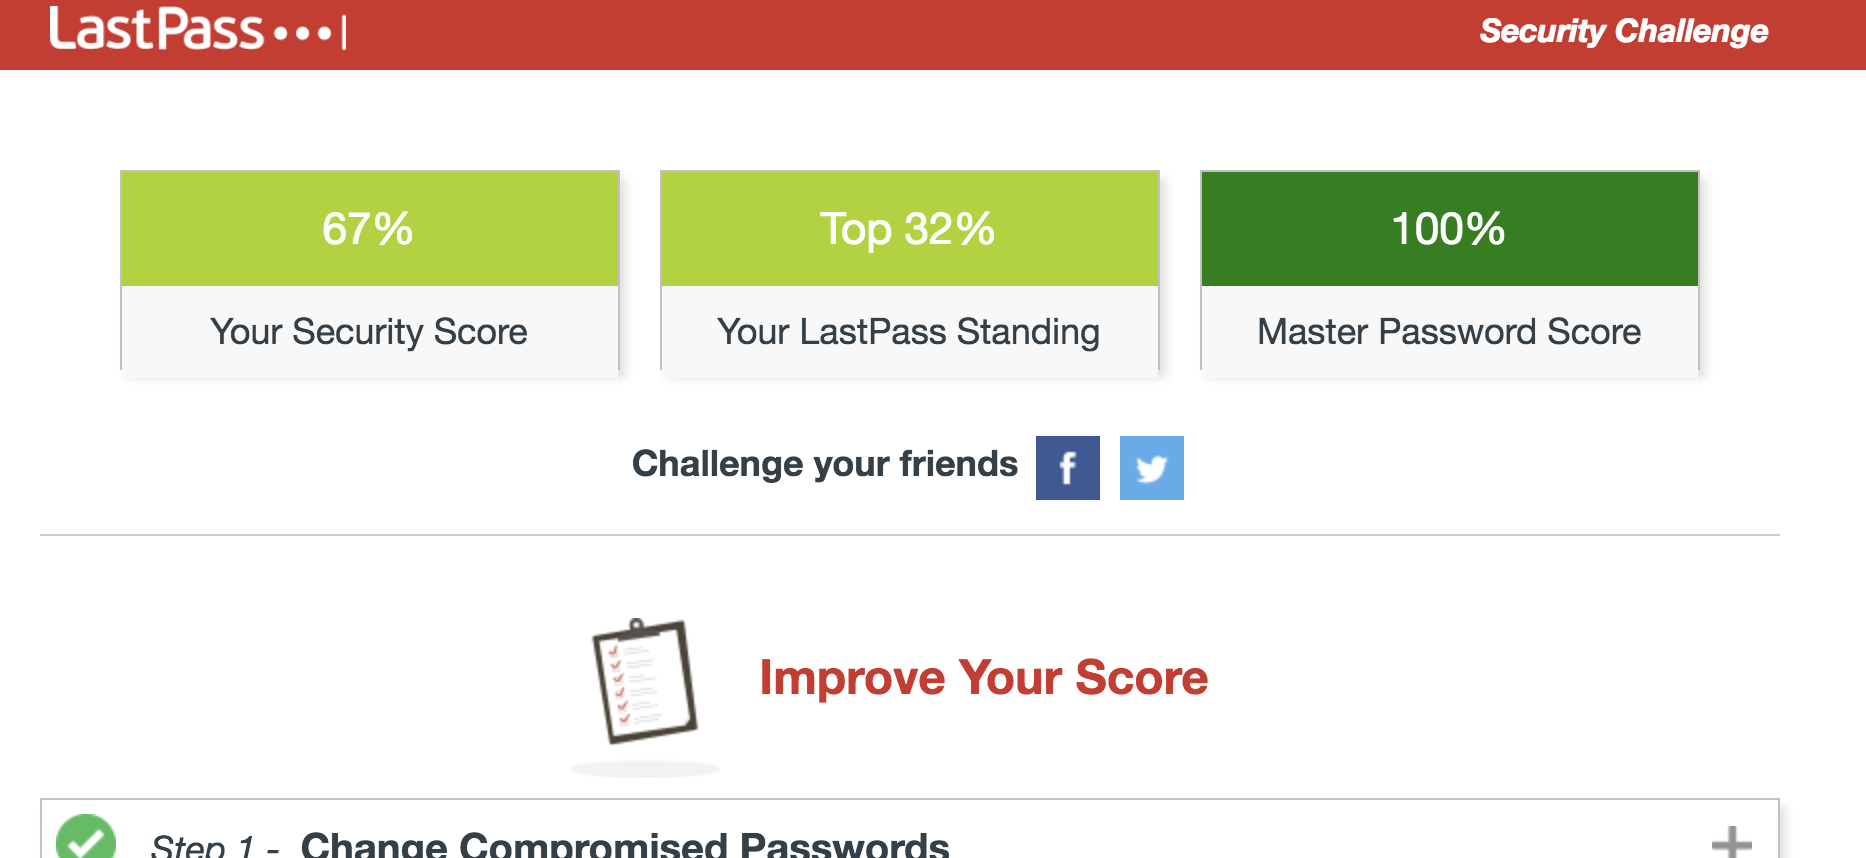 LastPass
Security Challenge
67%
Your Security Score
Top 32%
Your LastPass Standing
100%
Master Password Score
Challenge your friends
f
Improve Your Score
Step 1 - Change Compromised Passwords